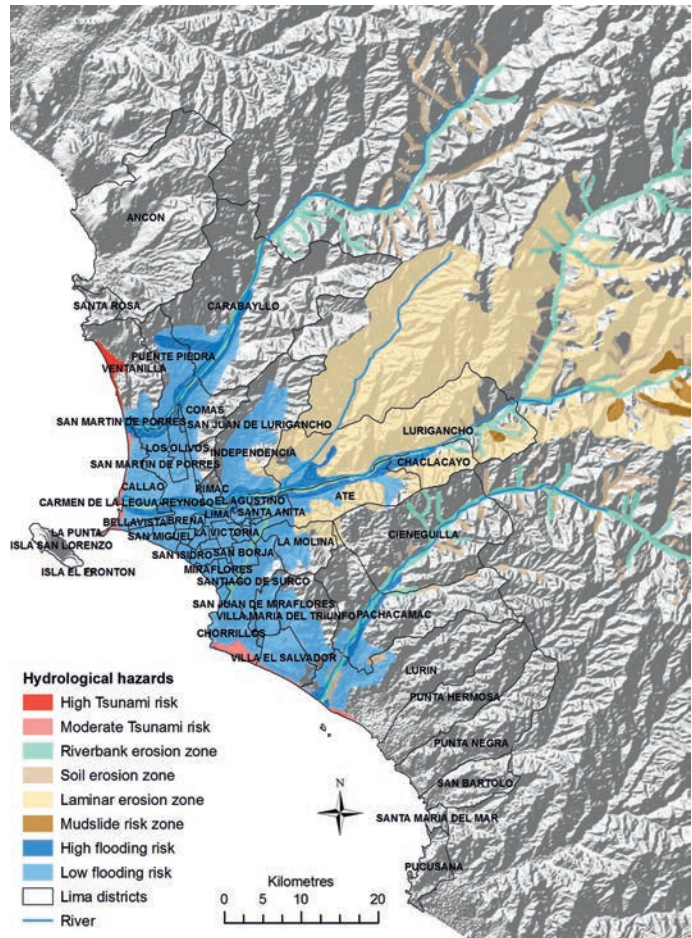 ANCON
SANTA ROSA
CARABAYLLO
PUENTE PIEDRA
VENTANILLA
COMAS
SAN MARTIN DE PORRES
SAN JUAN DE LURIGANCHO
LURIGANCHO
LOS OLIVOS
INDEPENDENCIA
SAN MARTIN DE PORRES
CHACLACAYO
CALLAO
RIMAC
ATE
CARMEN DE LA LEGUA-REYNOSO
EL AGUSTINO
LIMA
SANTA ANITA
BELLAVISTA
BREÑA
LA VICTORIA
CIENEGUILLA
LA PUNTA
SAN MIGUEL
LA MOLINA
ISLA SAN LORENZO
SAN ISIDRO
SAN BORJA
ISLA EL FRONTON
MIRAFLORES
SANTIAGO DE SURCO
SAN JUAN DE MIRAFLORES
VILLA MARIA DEL TRIUNFO
PACHACAMAC
CHORRILLOS
VILLA EL SALVADOR
LURIN
PUNTA HERMOSA
PUNTA NEGRA
SAN BARTOLO
SANTA MARIA DEL MAR
PUCUSANA
Hydrological hazards
High Tsunami risk
Moderate Tsunami risk
Riverbank erosion zone
Soil erosion zone
Laminar erosion zone
Mudslide risk zone
High flooding risk
Low flooding risk
Lima districts
River
N
Kilometres
0 5 10 20